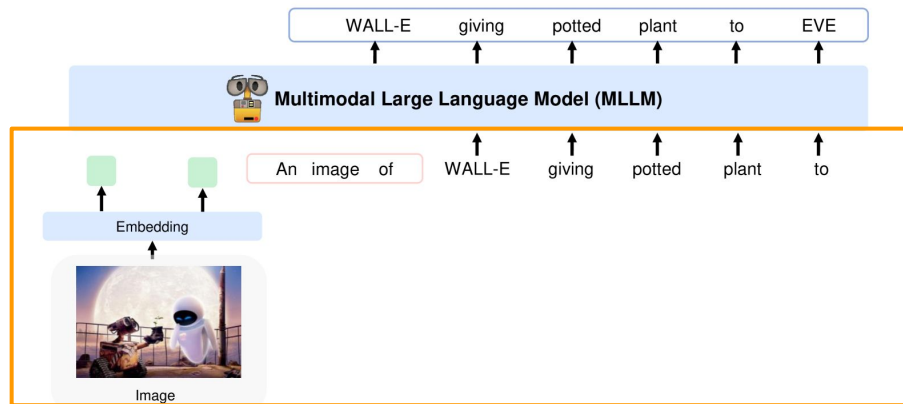 WALL-E giving potted plant to EVE
Multimodal Large Language Model (MLLM)
An image of WALL-E giving potted plant to
Embedding
Image